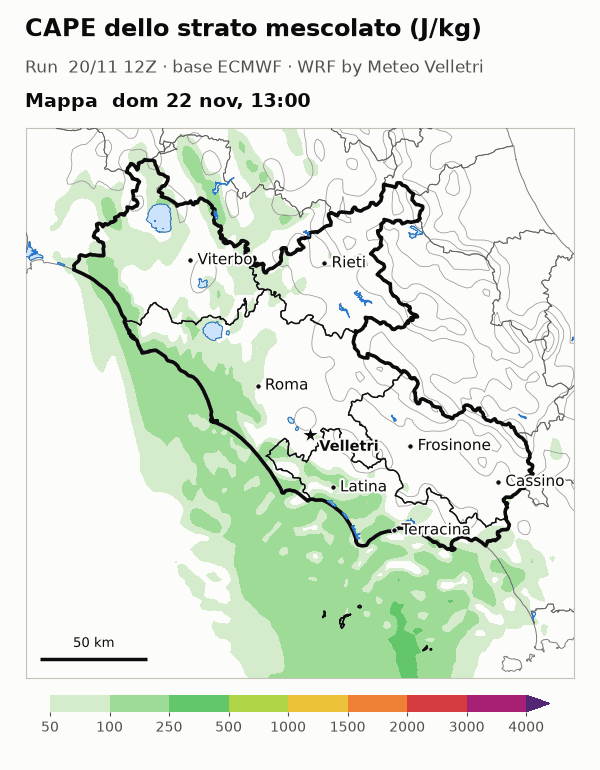 CAPE dello strato mescolato (J/kg)
Run  20/11 12Z · base ECMWF · WRF by Meteo Velletri
Mappa  dom 22 nov, 13:00
Viterbo
Rieti
Roma
Velletri
Frosinone
Latina
Cassino
Terracina
50 km
50 100 250 500 1000 1500 2000 3000 4000